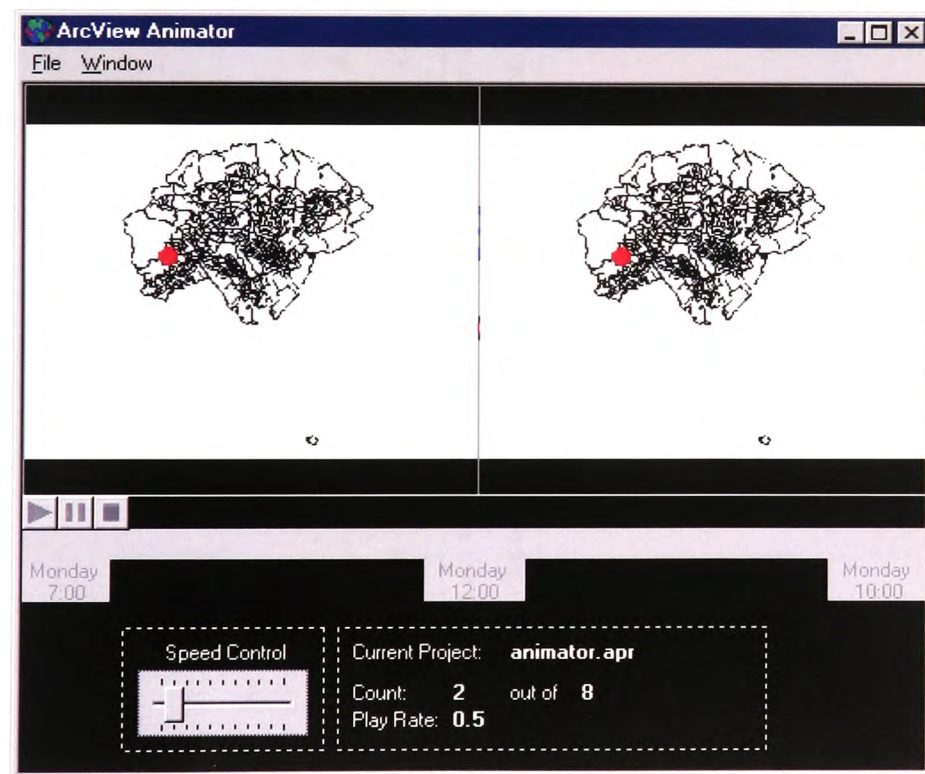 ArcView Animator
File Window
Monday
7:00
Monday
12:00
Monday
10:00
Speed Control
Current Project: animator.apr
Count: 2 out of 8
Play Rate: 0.5